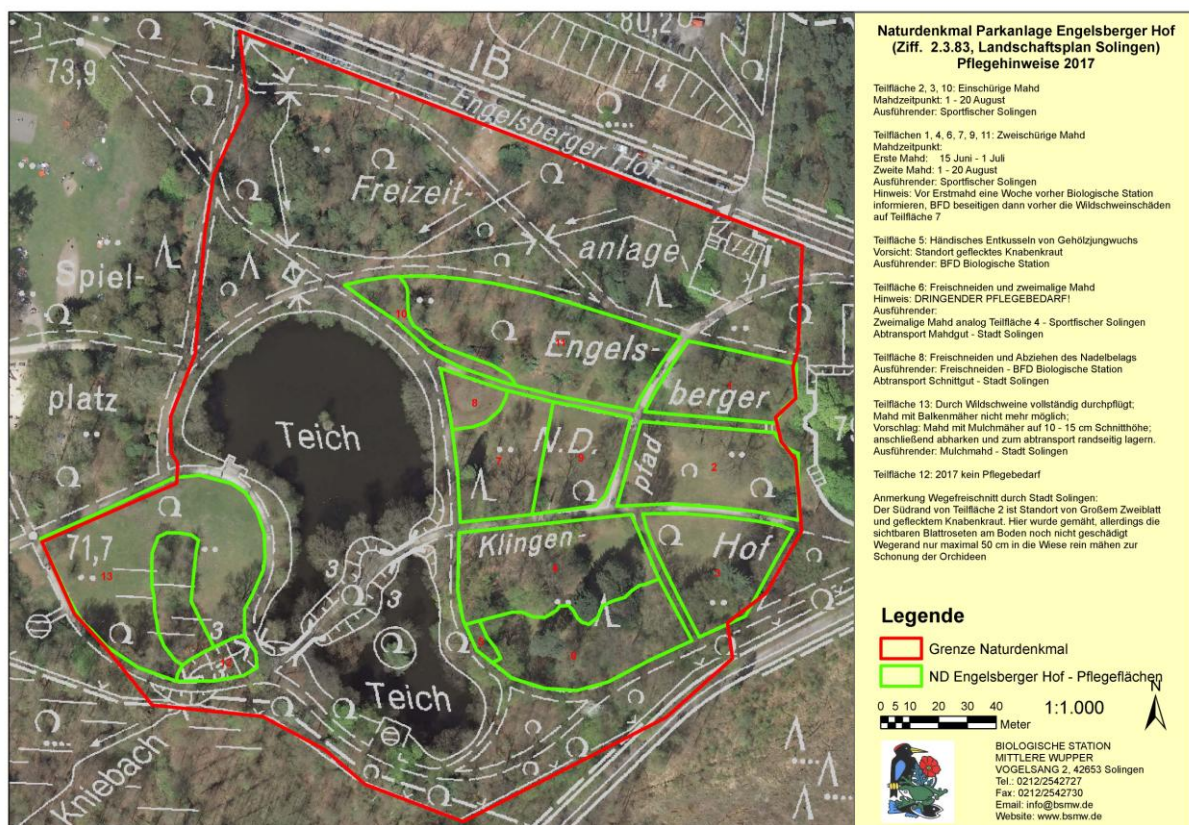 80,2
73,9
IB
4
Engelsberger Hof
Freizeit-
anlage
Spiel-
platz
Teich
Engels-
berger
N.D.
pfad
Klingen-
Hof
71,7
3
3
3
3
Teich
Kniebach
10
8
7
9
2
13
Naturdenkmal Parkanlage Engelsberger Hof
(Ziff. 2.3.83, Landschaftsplan Solingen)
Pflegehinweise 2017
Teilfläche 2, 3, 10: Einschürige Mahd
Mahdzeitpunkt: 1 - 20 August
Ausführender: Sportfischer Solingen
Teilflächen 1, 4, 6, 7, 9, 11: Zweischürige Mahd
Mahdzeitpunkt:
Erste Mahd: 15 Juni - 1 Juli
Zweite Mahd: 1 - 20 August
Ausführender: Sportfischer Solingen
Hinweis: Vor Erstmahd eine Woche vorher Biologische Station
informieren, BFD beseitigen dann vorher die Wildschweinschäden
auf Teilfläche 7
Teilfläche 5: Händisches Entkusseln von Gehölzjungwuchs
Vorsicht: Standort geflecktes Knabenkraut
Ausführender: BFD Biologische Station
Teilfläche 6: Freischneiden und zweimalige Mahd
Hinweis: DRINGENDER PFLEGEBEDARF!
Ausführender:
Zweimalige Mahd analog Teilfläche 4 - Sportfischer Solingen
Abtransport Mahdgut - Stadt Solingen
Teilfläche 8: Freischneiden und Abziehen des Nadelbelags
Ausführender: Freischneiden - BFD Biologische Station
Abtransport Schnittgut - Stadt Solingen
Teilfläche 13: Durch Wildschweine vollständig durchpflügt;
Mahd mit Balkenmäher nicht mehr möglich;
Vorschlag: Mahd mit Mulchmäher auf 10 - 15 cm Schnitthöhe;
anschließend abharken und zum abtransport randseitig lagern.
Ausführender: Mulchmahd - Stadt Solingen
Teilfläche 12: 2017 kein Pflegebedarf
Anmerkung Wegefreischnitt durch Stadt Solingen:
Der Südrand von Teilfläche 2 ist Standort von Großem Zweiblatt
und geflecktem Knabenkraut. Hier wurde gemäht, allerdings die
sichtbaren Blattroseten am Boden noch nicht geschädigt
Wegerand nur maximal 50 cm in die Wiese rein mähen zur
Schonung der Orchideen
Legende
Grenze Naturdenkmal
ND Engelsberger Hof - Pflegeflächen
N
0 5 10 20 30 40
Meter
1:1.000
BIOLOGISCHE STATION
MITTLERE WUPPER
VOGELSANG 2, 42653 Solingen
Tel.: 0212/2542727
Fax: 0212/2542730
Email: info@bsmw.de
Website: www.bsmw.de